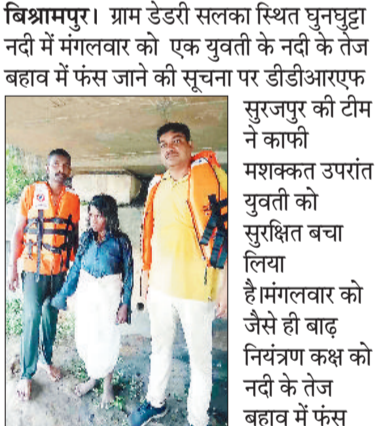 बिश्रामपुर। ग्राम डेडरी सलका स्थित घुनघुट्टा
नदी में मंगलवार को एक युवती के नदी के तेज
बहाव में फंस जाने की सूचना पर डीडीआरएफ
सुरजपुर की टीम
ने काफी
मशक्कत उपरांत
युवती को
सुरक्षित बचा
लिया
है।मंगलवार को
जैसे ही बाढ़
नियंत्रण कक्ष को
नदी के तेज
बहाव में फंस